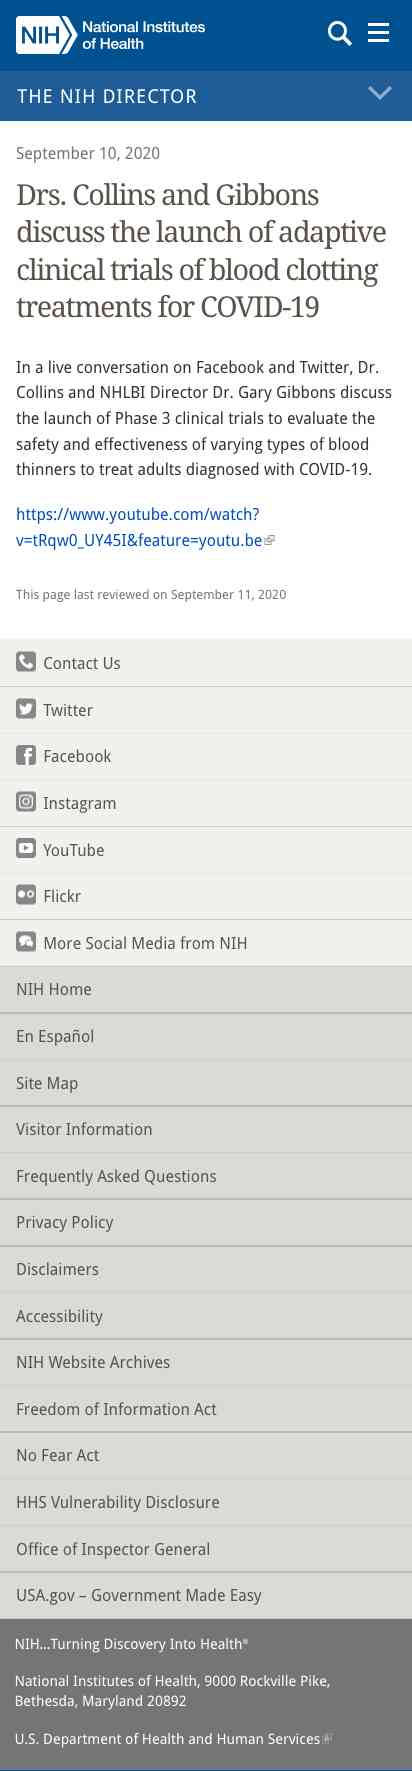 NIH National Institutes
of Health
THE NIH DIRECTOR
September 10, 2020
Drs. Collins and Gibbons
discuss the launch of adaptive
clinical trials of blood clotting
treatments for COVID-19
In a live conversation on Facebook and Twitter, Dr.
Collins and NHLBI Director Dr. Gary Gibbons discuss
the launch of Phase 3 clinical trials to evaluate the
safety and effectiveness of varying types of blood
thinners to treat adults diagnosed with COVID-19.
https://www.youtube.com/watch?
v=tRqw0_UY45I&feature=youtu.be
This page last reviewed on September 11, 2020
Contact Us
Twitter
Facebook
Instagram
YouTube
Flickr
More Social Media from NIH
NIH Home
En Español
Site Map
Visitor Information
Frequently Asked Questions
Privacy Policy
Disclaimers
Accessibility
NIH Website Archives
Freedom of Information Act
No Fear Act
HHS Vulnerability Disclosure
Office of Inspector General
USA.gov – Government Made Easy
NIH...Turning Discovery Into Health®
National Institutes of Health, 9000 Rockville Pike,
Bethesda, Maryland 20892
U.S. Department of Health and Human Services